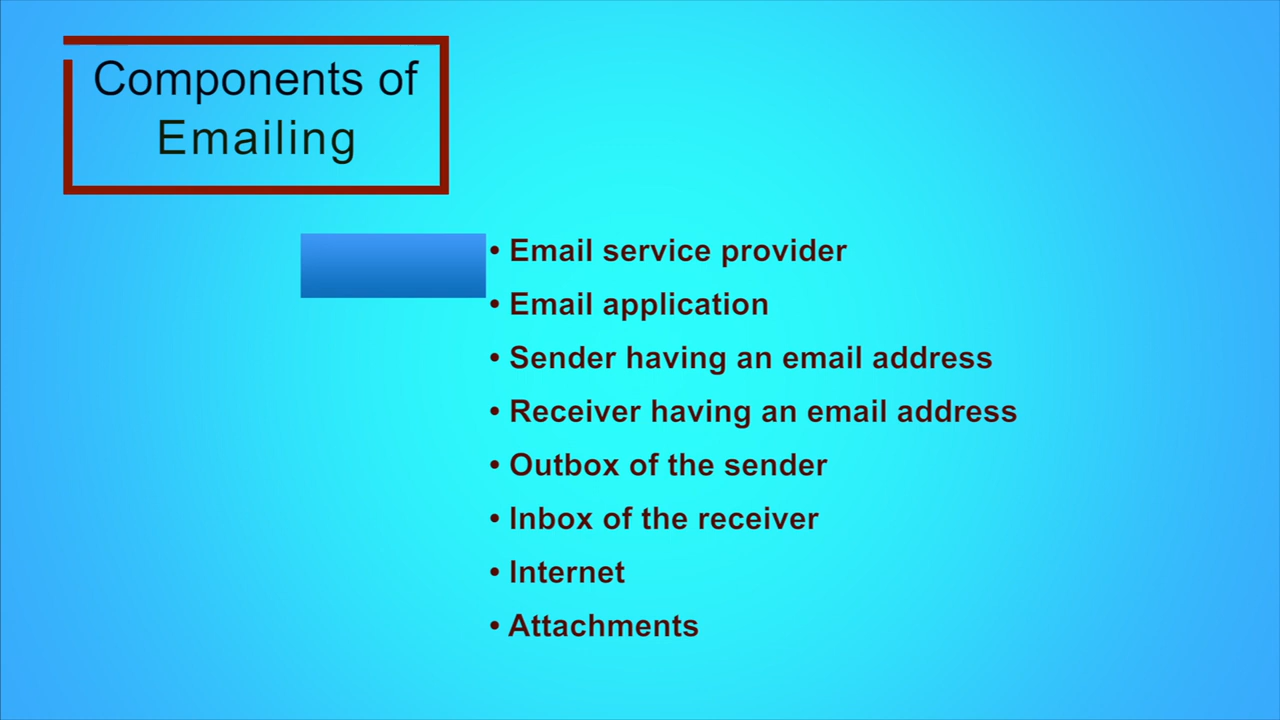 Components of
Emailing
• Email service provider
• Email application
• Sender having an email address
• Receiver having an email address
• Outbox of the sender
• Inbox of the receiver
• Internet
• Attachments